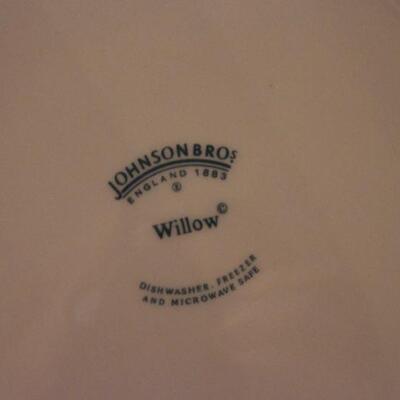 JOHNSON BROS
ENGLAND 1883
®
Willow©
DISHWASHER, FREEZER
AND MICROWAVE SAFE